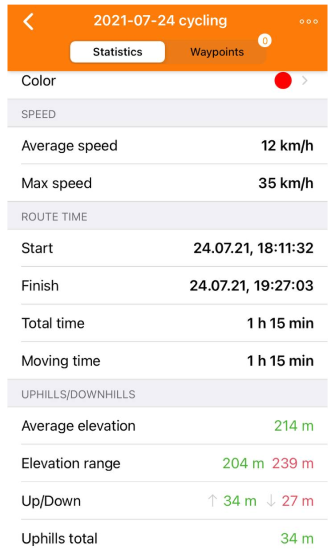 2021-07-24 cycling
Statistics
Waypoints
0
Color
SPEED
Average speed 12 km/h
Max speed 35 km/h
ROUTE TIME
Start 24.07.21, 18:11:32
Finish 24.07.21, 19:27:03
Total time 1 h 15 min
Moving time 1 h 15 min
UPHILLS/DOWNHILLS
Average elevation 214 m
Elevation range 204 m 239 m
Up/Down ↑ 34 m ↓ 27 m
Uphills total 34 m